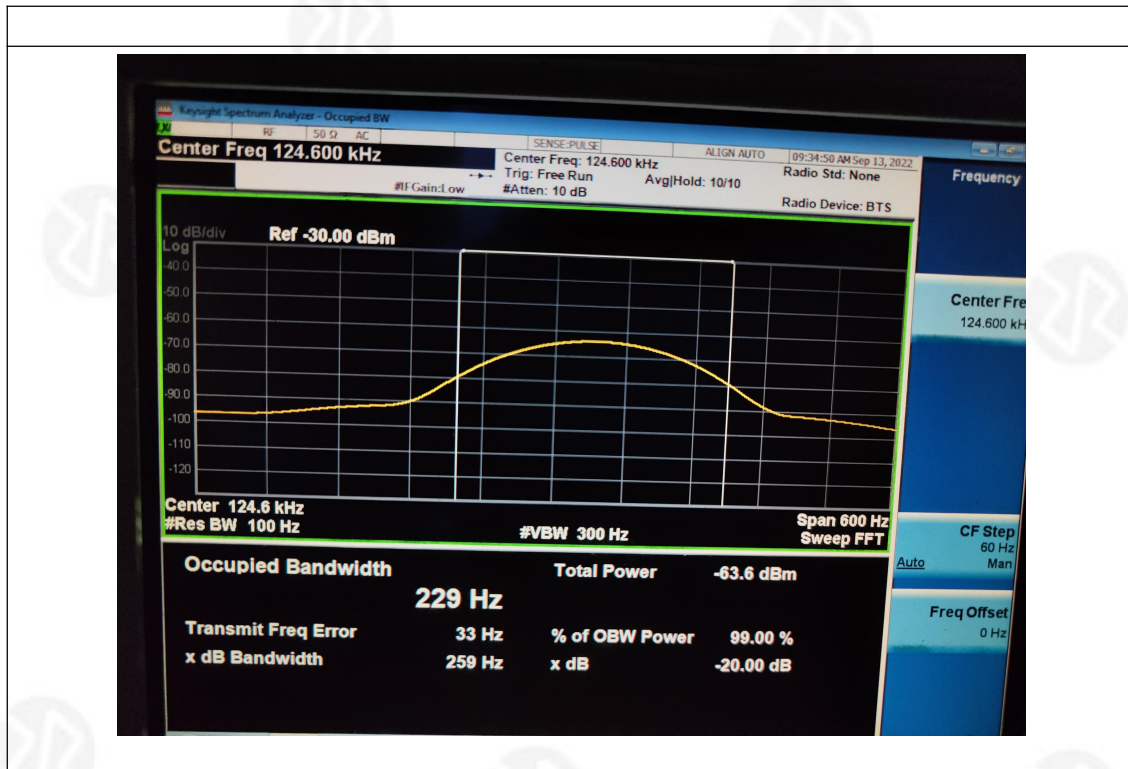 Keysight Spectrum Analyzer - Occupied BW
LXI RF 50 Ω AC SENSE:PULSE ALIGN AUTO 09:34:50 AM Sep 13, 2022
Center Freq 124.600 kHz Center Freq: 124.600 kHz Radio Std: None Frequency
Trig: Free Run Avg|Hold: 10/10
#IFGain:Low #Atten: 10 dB Radio Device: BTS
10 dB/div Ref -30.00 dBm
Log
-40.0
-50.0
-60.0
-70.0
-80.0
-90.0
-100
-110
-120
Center Fre
124.600 kH
Center 124.6 kHz Span 600 Hz
#Res BW 100 Hz #VBW 300 Hz Sweep FFT
CF Step
60 Hz
Auto Man
Occupied Bandwidth Total Power -63.6 dBm
229 Hz
Freq Offset
0 Hz
Transmit Freq Error 33 Hz % of OBW Power 99.00 %
x dB Bandwidth 259 Hz x dB -20.00 dB